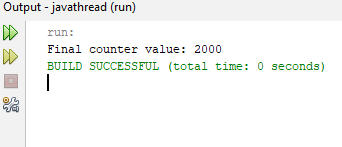 Output - javathread (run)
run:
Final counter value: 2000
BUILD SUCCESSFUL (total time: 0 seconds)